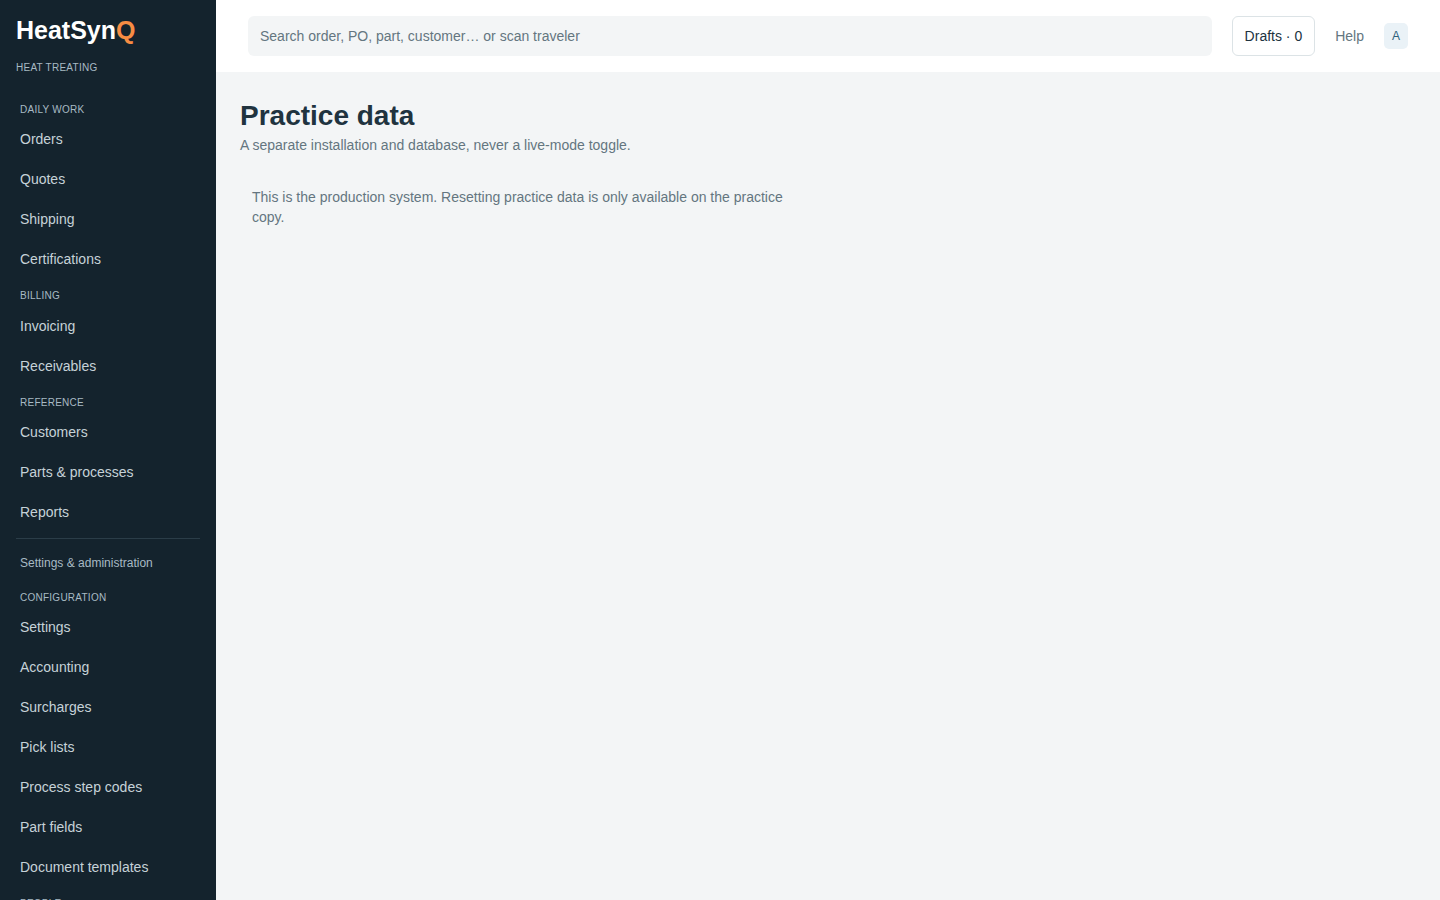 HeatSynQ
HEAT TREATING
DAILY WORK
Orders
Quotes
Shipping
Certifications
BILLING
Invoicing
Receivables
REFERENCE
Customers
Parts & processes
Reports
Settings & administration
CONFIGURATION
Settings
Accounting
Surcharges
Pick lists
Process step codes
Part fields
Document templates
Search order, PO, part, customer… or scan traveler
Drafts · 0
Help
A
Practice data
A separate installation and database, never a live-mode toggle.
This is the production system. Resetting practice data is only available on the practice
copy.